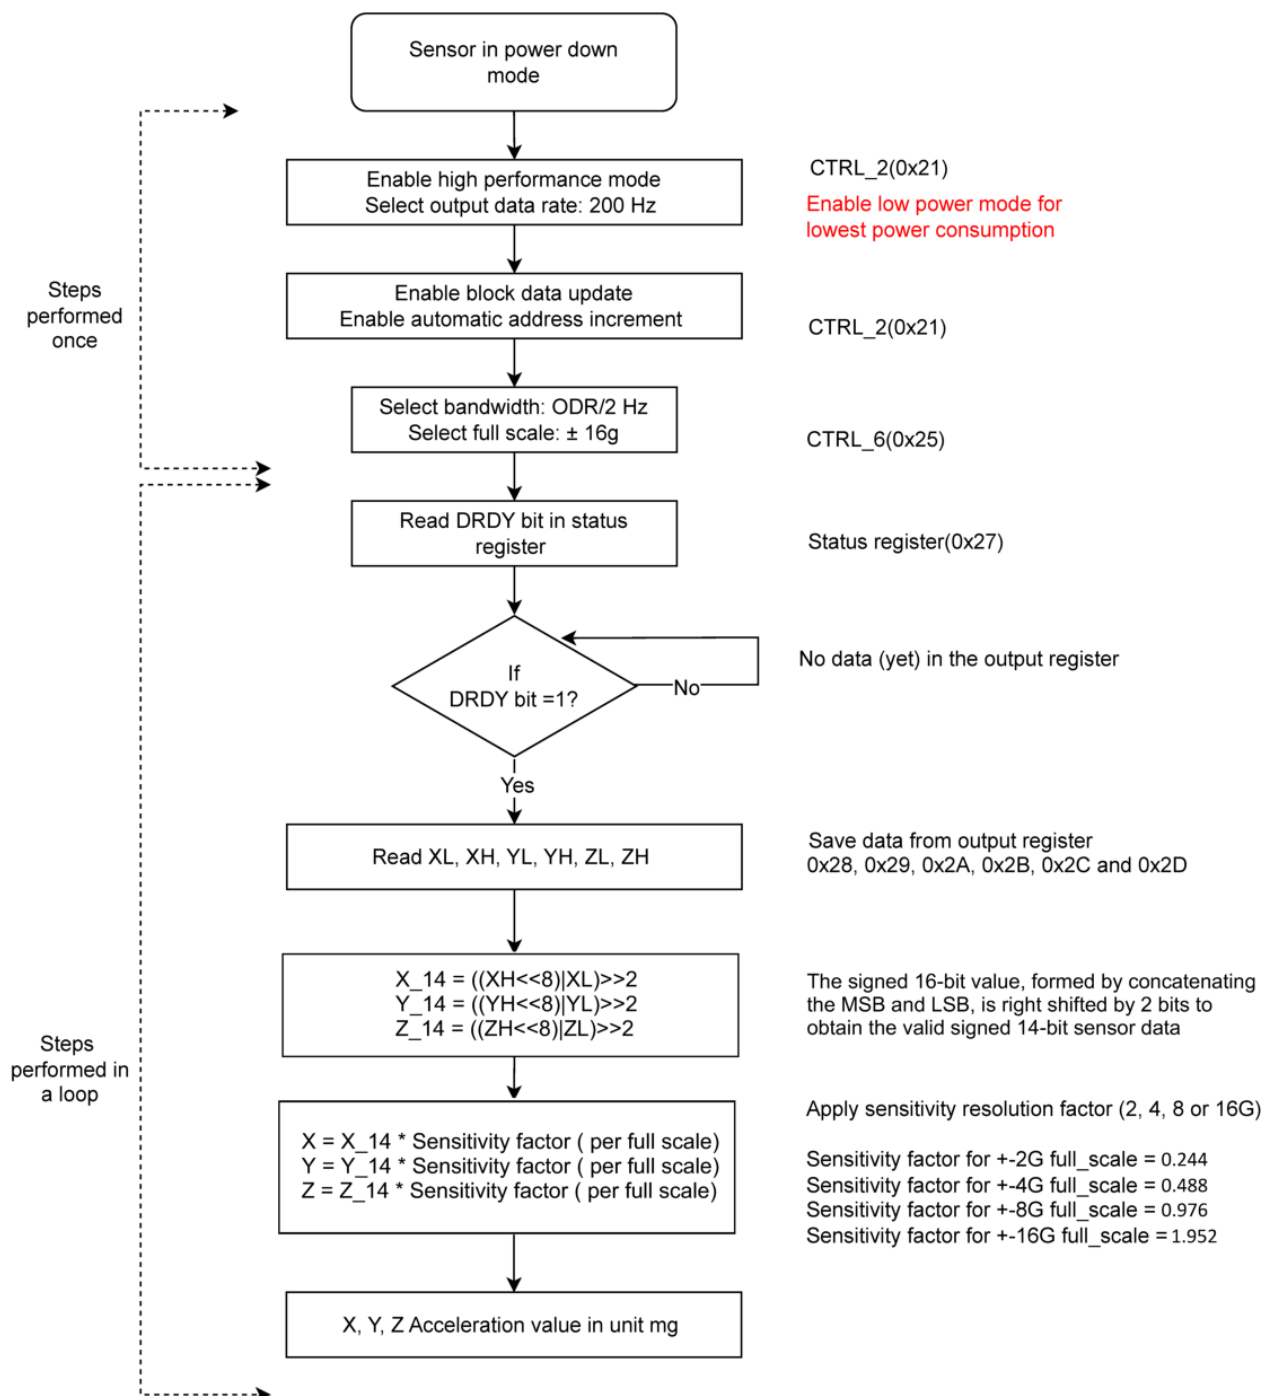 Sensor in power down
mode
Enable high performance mode
Select output data rate: 200 Hz
CTRL_2(0x21)
Enable low power mode for
lowest power consumption
Steps
performed
once
Enable block data update
Enable automatic address increment
CTRL_2(0x21)
Select bandwidth: ODR/2 Hz
Select full scale: ± 16g
CTRL_6(0x25)
Read DRDY bit in status
register
Status register(0x27)
If
DRDY bit =1?
No
No data (yet) in the output register
Yes
Read XL, XH, YL, YH, ZL, ZH
Save data from output register
0x28, 0x29, 0x2A, 0x2B, 0x2C and 0x2D
X_14 = ((XH<<8)|XL)>>2
Y_14 = ((YH<<8)|YL)>>2
Z_14 = ((ZH<<8)|ZL)>>2
The signed 16-bit value, formed by concatenating
the MSB and LSB, is right shifted by 2 bits to
obtain the valid signed 14-bit sensor data
Steps
performed in
a loop
X = X_14 * Sensitivity factor ( per full scale)
Y = Y_14 * Sensitivity factor ( per full scale)
Z = Z_14 * Sensitivity factor ( per full scale)
Apply sensitivity resolution factor (2, 4, 8 or 16G)
Sensitivity factor for +-2G full_scale = 0.244
Sensitivity factor for +-4G full_scale = 0.488
Sensitivity factor for +-8G full_scale = 0.976
Sensitivity factor for +-16G full_scale = 1.952
X, Y, Z Acceleration value in unit mg